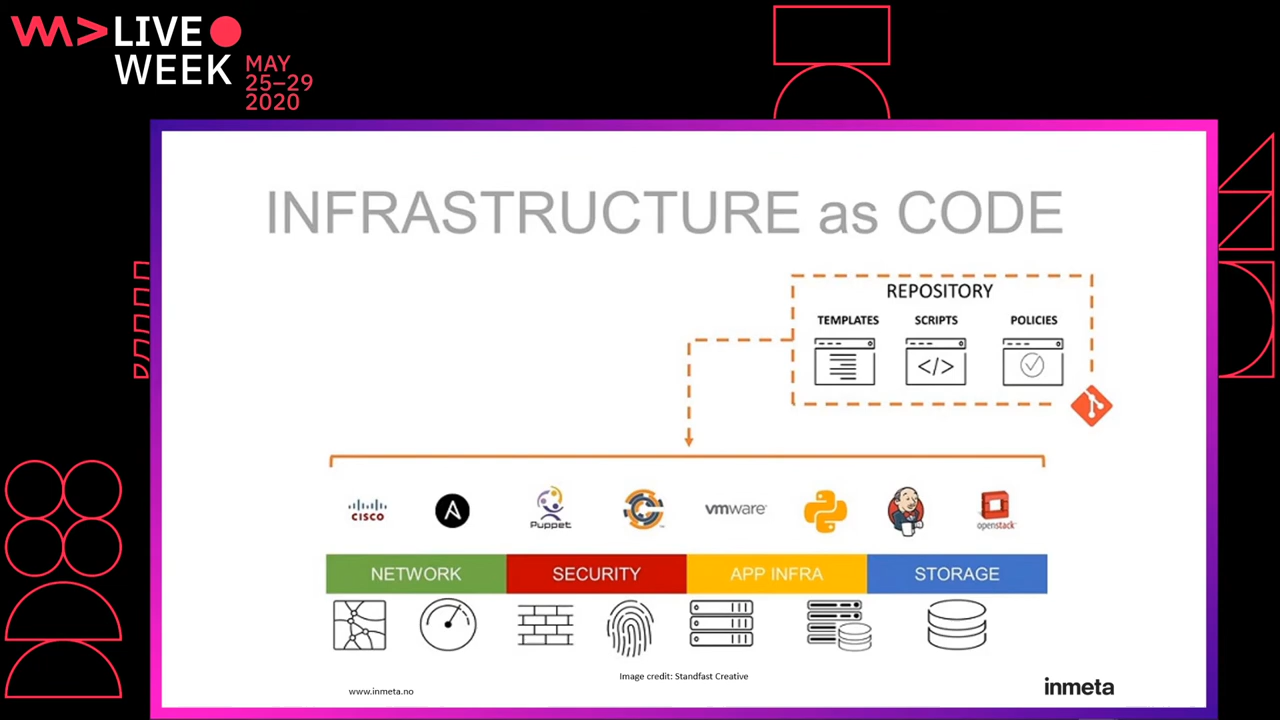 LIVE
WEEK
MAY
25–29
2020
INFRASTRUCTURE as CODE
REPOSITORY
TEMPLATES SCRIPTS POLICIES
</>
CISCO A Puppet vmware openstack
NETWORK SECURITY APP INFRA STORAGE
Image credit: Standfast Creative
www.inmeta.no
inmeta